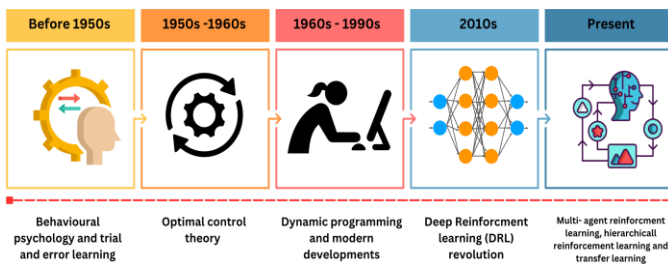 Before 1950s
1950s -1960s
1960s - 1990s
2010s
Present
Behavioural
psychology and trial
and error learning
Optimal control
theory
Dynamic programming
and modern
developments
Deep Reinforcment
learning (DRL)
revolution
Multi- agent reinforcment
learning, hierarchicall
reinforcement learning and
transfer learning